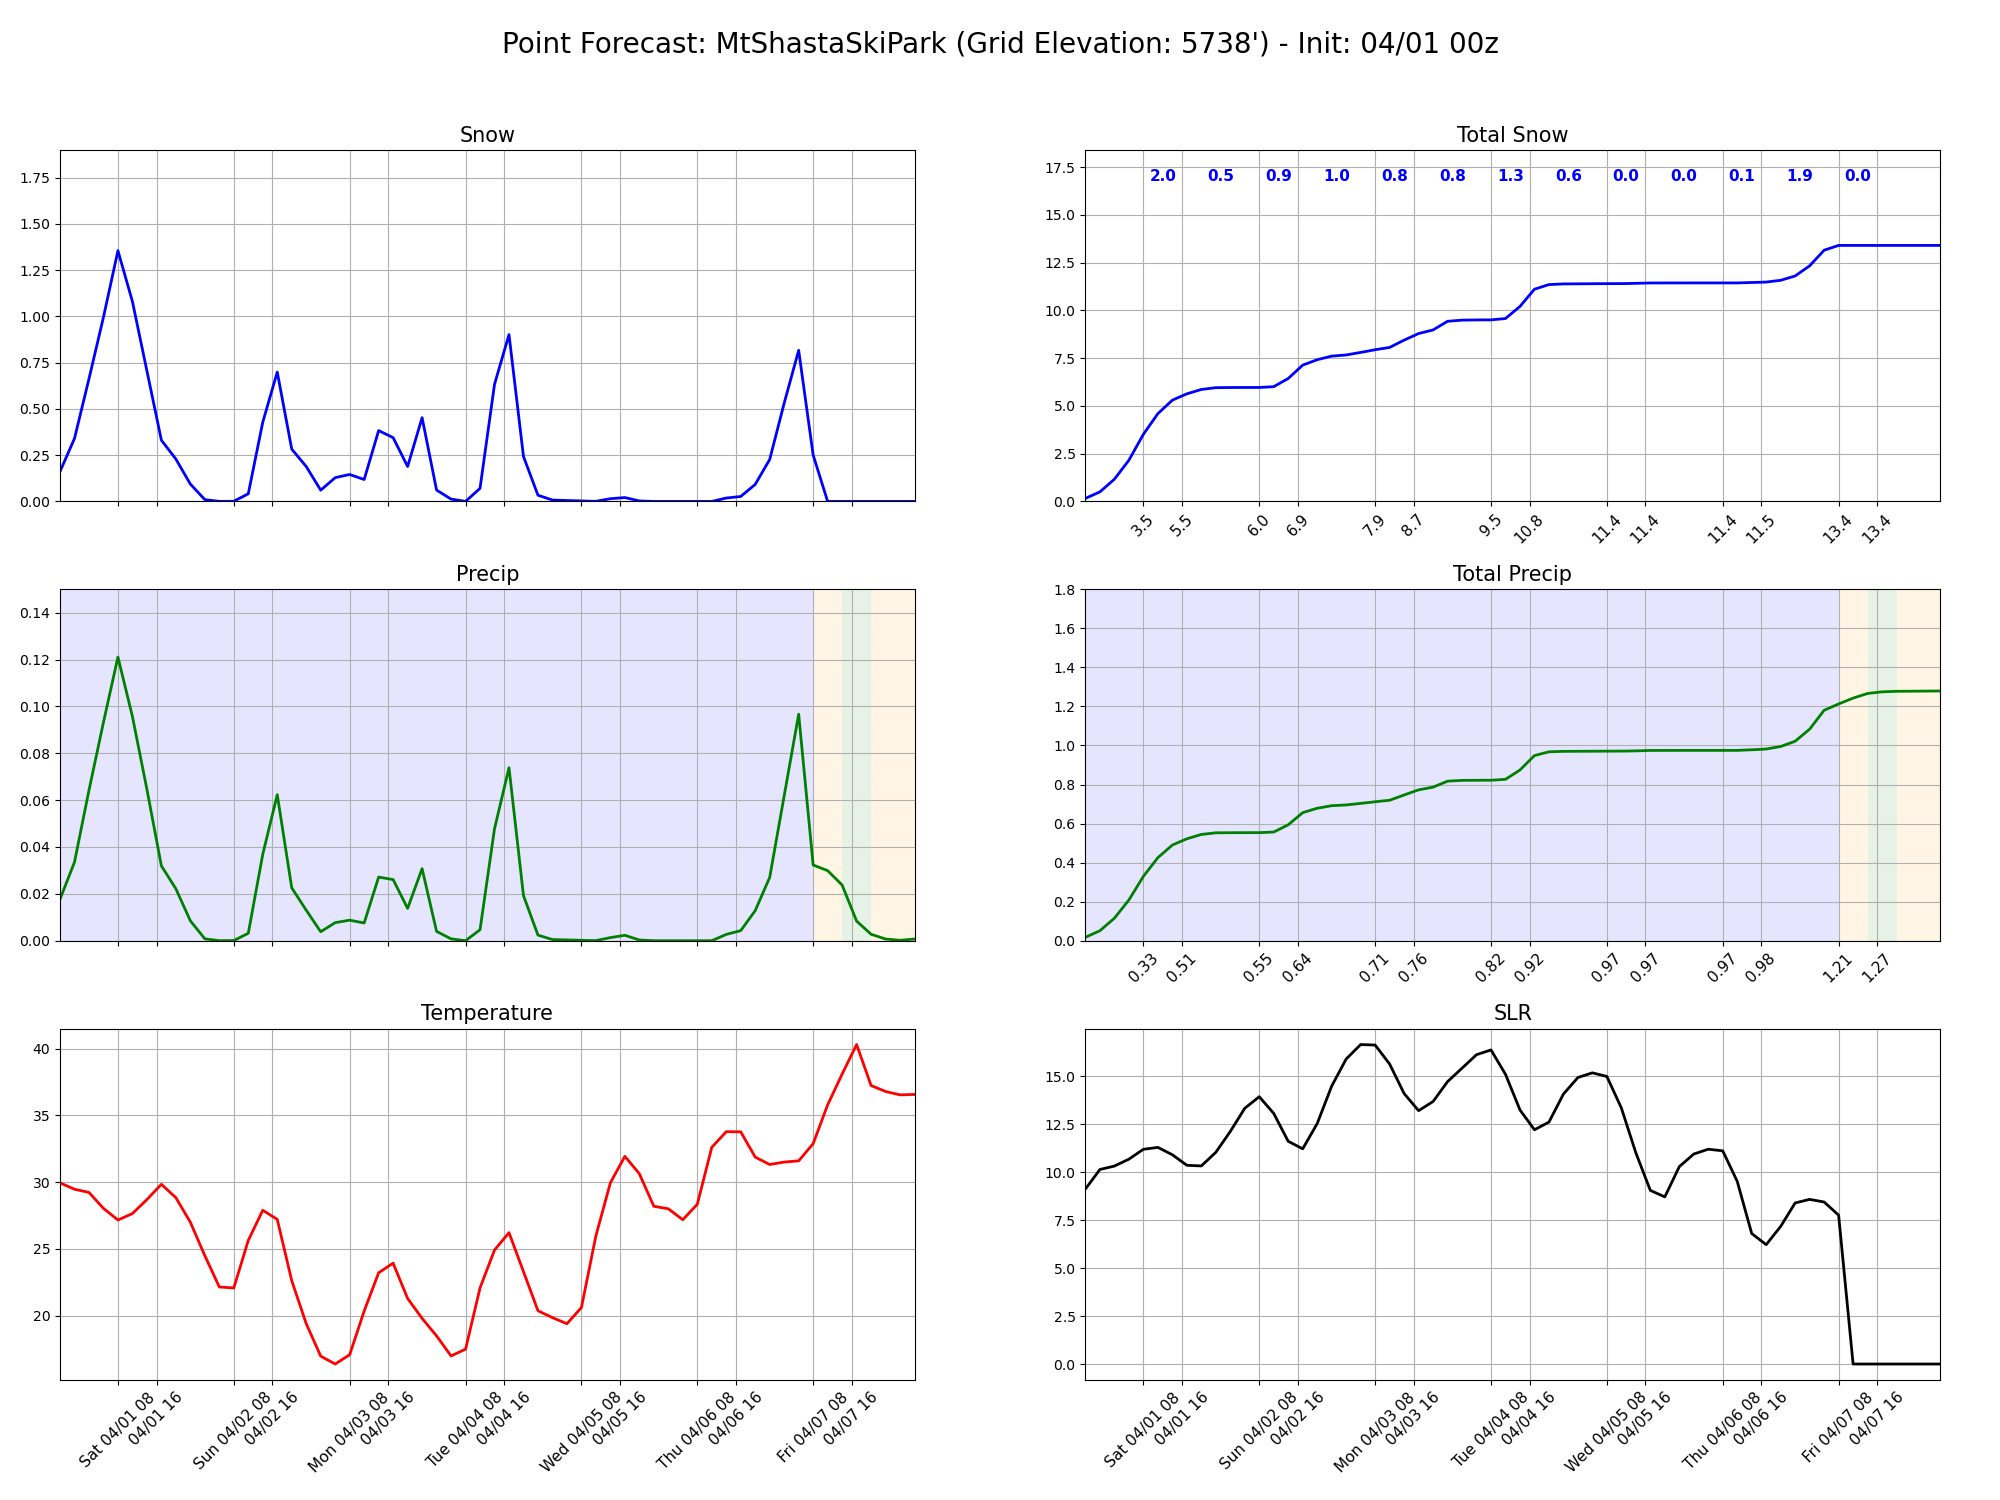 Point Forecast: MtShastaSkiPark (Grid Elevation: 5738') - Init: 04/01 00z
Snow
1.75
1.50
1.25
1.00
0.75
0.50
0.25
0.00
Total Snow
17.5
15.0
12.5
10.0
7.5
5.0
2.5
0.0
2.0 0.5 0.9 1.0 0.8 0.8 1.3 0.6 0.0 0.0 0.1 1.9 0.0
3.5 5.5 6.0 6.9 7.9 8.7 9.5 10.8 11.4 11.4 11.4 11.5 13.4 13.4
Precip
0.14
0.12
0.10
0.08
0.06
0.04
0.02
0.00
Total Precip
1.8
1.6
1.4
1.2
1.0
0.8
0.6
0.4
0.2
0.0
0.33 0.51 0.55 0.64 0.71 0.76 0.82 0.92 0.97 0.97 0.97 0.98 1.21 1.27
Temperature
40
35
30
25
20
Sat 04/01 08
04/01 16
Sun 04/02 08
04/02 16
Mon 04/03 08
04/03 16
Tue 04/04 08
04/04 16
Wed 04/05 08
04/05 16
Thu 04/06 08
04/06 16
Fri 04/07 08
04/07 16
SLR
15.0
12.5
10.0
7.5
5.0
2.5
0.0
Sat 04/01 08
04/01 16
Sun 04/02 08
04/02 16
Mon 04/03 08
04/03 16
Tue 04/04 08
04/04 16
Wed 04/05 08
04/05 16
Thu 04/06 08
04/06 16
Fri 04/07 08
04/07 16